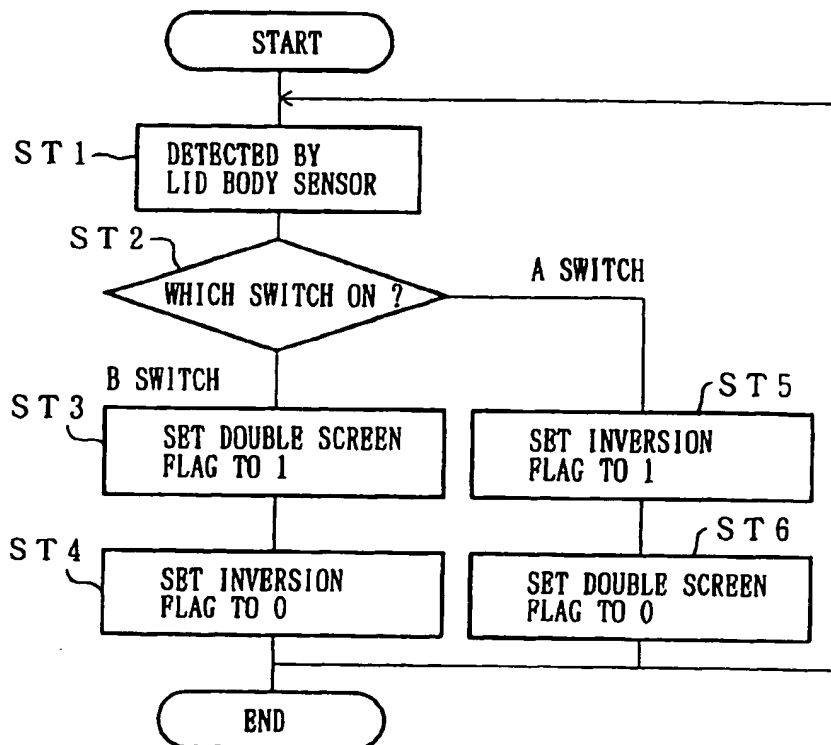 START
ST1
DETECTED BY
LID BODY SENSOR
ST2
WHICH SWITCH ON ?
A SWITCH
B SWITCH
ST3
SET DOUBLE SCREEN
FLAG TO 1
ST5
SET INVERSION
FLAG TO 1
ST4
SET INVERSION
FLAG TO 0
ST6
SET DOUBLE SCREEN
FLAG TO 0
END